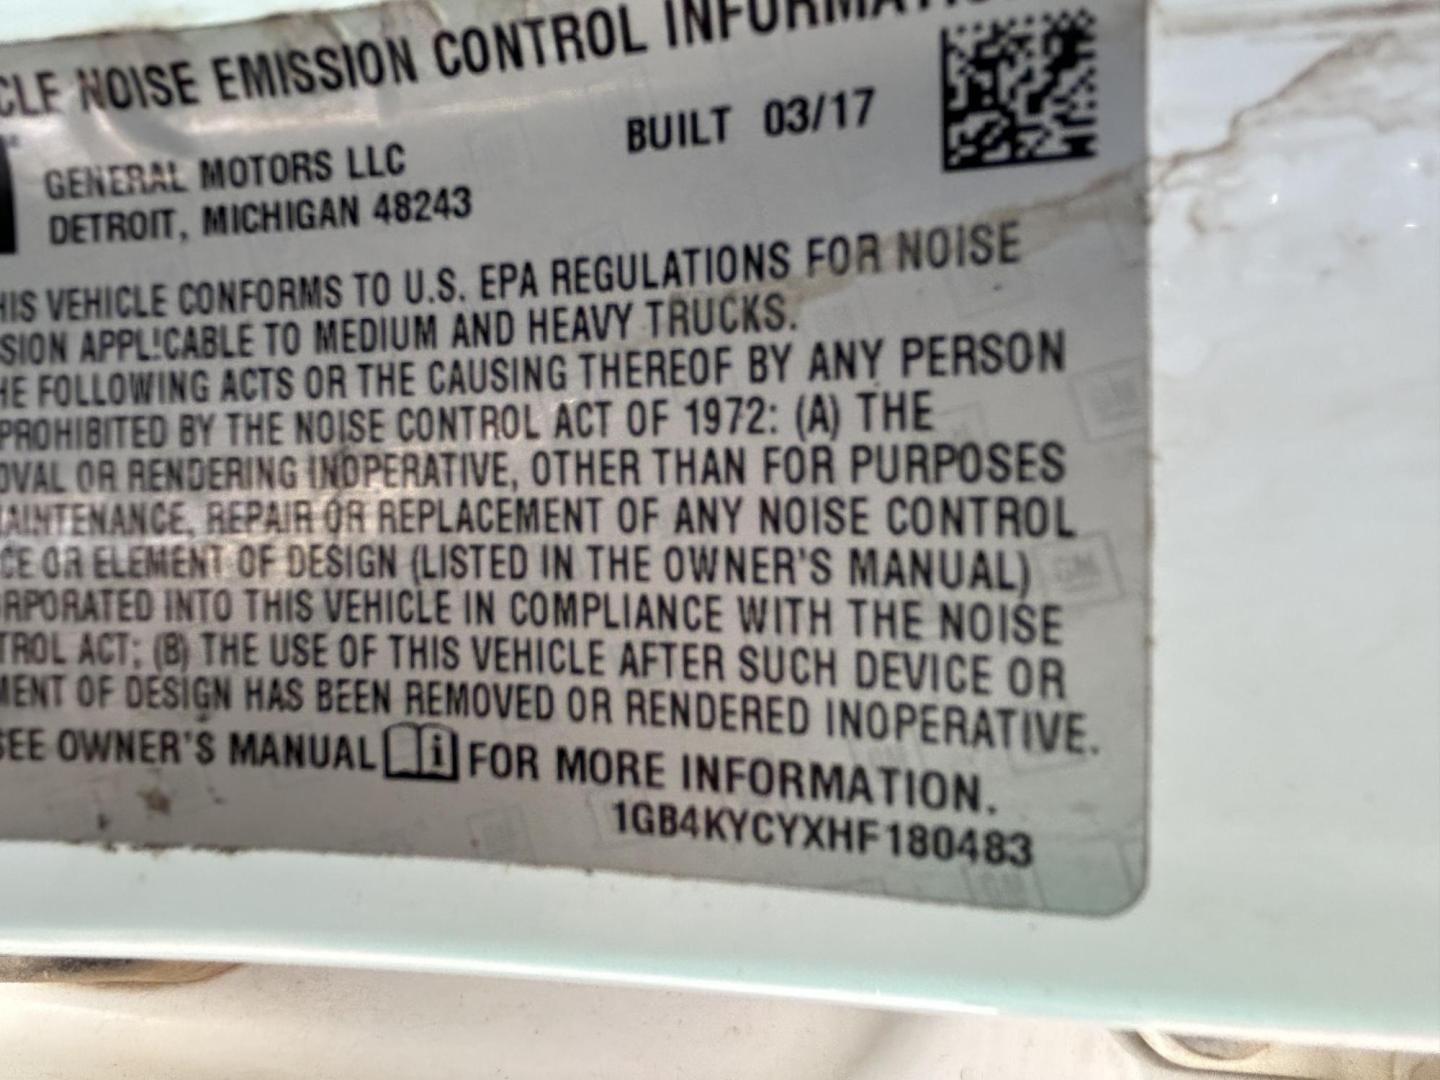 CLE NOISE EMISSION CONTROL INFORMATIO
BUILT 03/17
GENERAL MOTORS LLC
DETROIT, MICHIGAN 48243
HIS VEHICLE CONFORMS TO U.S. EPA REGULATIONS FOR NOISE
SION APPLICABLE TO MEDIUM AND HEAVY TRUCKS.
HE FOLLOWING ACTS OR THE CAUSING THEREOF BY ANY PERSON
PROHIBITED BY THE NOISE CONTROL ACT OF 1972: (A) THE
OVAL OR RENDERING INOPERATIVE, OTHER THAN FOR PURPOSES
AINTENANCE, REPAIR OR REPLACEMENT OF ANY NOISE CONTROL
CE OR ELEMENT OF DESIGN (LISTED IN THE OWNER'S MANUAL)
RPORATED INTO THIS VEHICLE IN COMPLIANCE WITH THE NOISE
TROL ACT; (B) THE USE OF THIS VEHICLE AFTER SUCH DEVICE OR
MENT OF DESIGN HAS BEEN REMOVED OR RENDERED INOPERATIVE.
SEE OWNER'S MANUAL i FOR MORE INFORMATION.
1GB4KYCYXHF180483